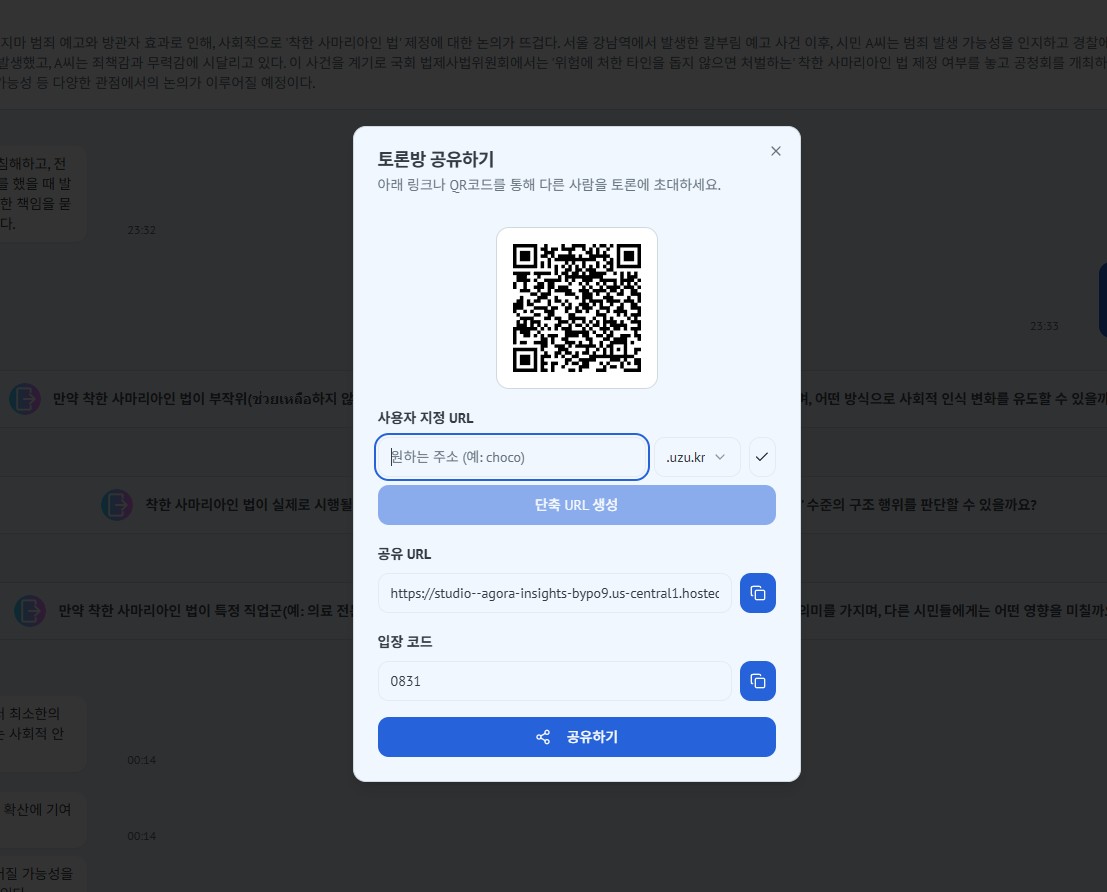 지마 범죄 예고와 방관자 효과로 인해, 사회적으로 '착한 사마리아인 법' 제정에 대한 논의가 뜨겁다. 서울 강남역에서 발생한 칼부림 예고 사건 이후, 시민 A씨는 범죄 발생 가능성을 인지하고 경찰에
발생했고, A씨는 죄책감과 무력감에 시달리고 있다. 이 사건을 계기로 국회 법제사법위원회에서는 '위험에 처한 타인을 돕지 않으면 처벌하는' 착한 사마리아인 법 제정 여부를 놓고 공청회를 개최하
가능성 등 다양한 관점에서의 논의가 이루어질 예정이다.
침해하고, 전
를 했을 때 발
한 책임을 묻
다.
23:32
23:33
토론방 공유하기
아래 링크나 QR코드를 통해 다른 사람을 토론에 초대하세요.
사용자 지정 URL
원하는 주소 (예: choco)
.uzu.kr
단축 URL 생성
공유 URL
https://studio--agora-insights-bypo9.us-central1.hosted
입장 코드
0831
공유하기
만약 착한 사마리아인 법이 부작위(ช่วยเหลือ하지 않
며, 어떤 방식으로 사회적 인식 변화를 유도할 수 있을까
착한 사마리아인 법이 실제로 시행될
' 수준의 구조 행위를 판단할 수 있을까요?
만약 착한 사마리아인 법이 특정 직업군(예: 의료 전
의미를 가지며, 다른 시민들에게는 어떤 영향을 미칠까
서 최소한의
는 사회적 안
00:14
확산에 기여
00:14
어질 가능성을